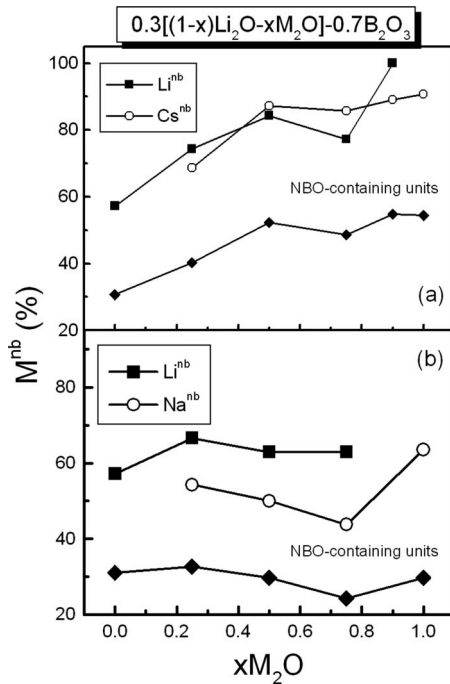 0.3[(1-x)Li₂O-xM₂O]-0.7B₂O₃
Li^nb
Cs^nb
100
80
60
40
20
NBO-containing units
(a)
M^nb (%)
(b)
Li^nb
Na^nb
80
60
40
20
NBO-containing units
0.0 0.2 0.4 0.6 0.8 1.0
xM₂O